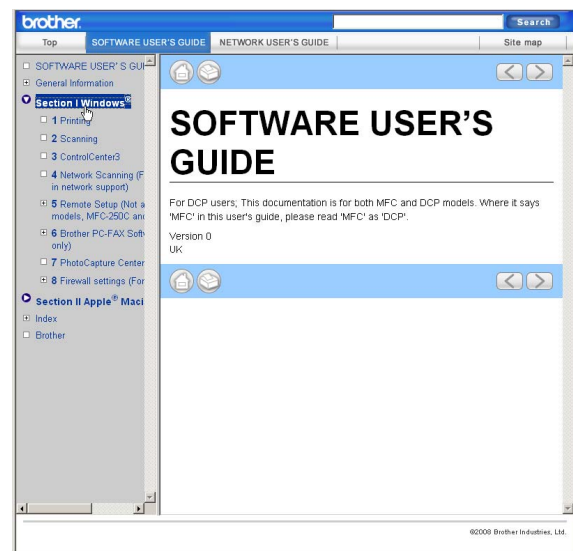 brother.
Search
Top SOFTWARE USER'S GUIDE NETWORK USER'S GUIDE Site map
SOFTWARE USER' S GUI
General Information
Section I Windows®
1 Printing
2 Scanning
3 ControlCenter3
4 Network Scanning (F
in network support)
5 Remote Setup (Not a
models, MFC-250C and
6 Brother PC-FAX Soft
only)
7 PhotoCapture Center
8 Firewall settings (For
Section II Apple® Maci
Index
Brother
SOFTWARE USER'S
GUIDE
For DCP users; This documentation is for both MFC and DCP models. Where it says
'MFC' in this user's guide, please read 'MFC' as 'DCP'.
Version 0
UK
©2008 Brother Industries, Ltd.